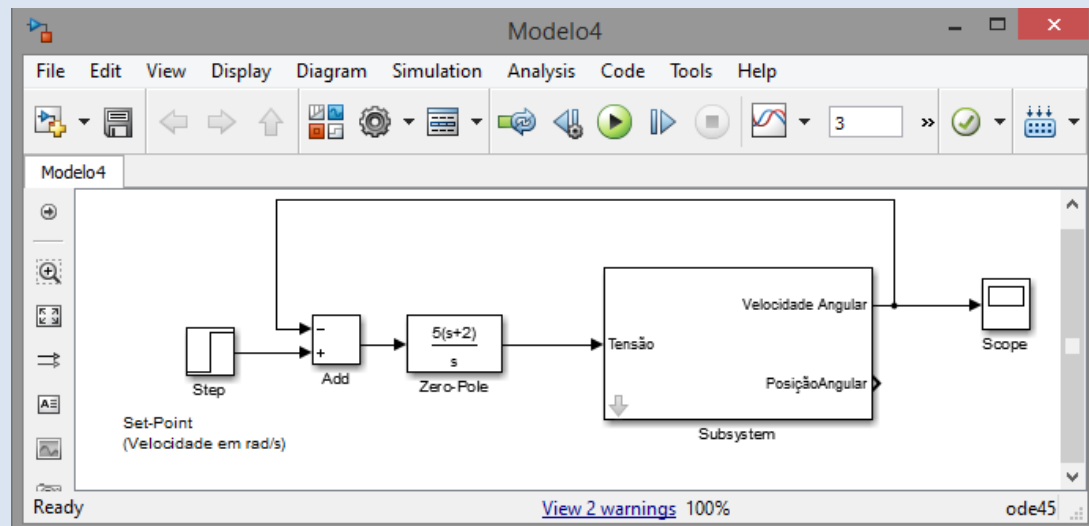 Modelo4
File Edit View Display Diagram Simulation Analysis Code Tools Help
3 »
Modelo4
Velocidade Angular
5(s+2)
s
Tensão
Step
Add
Zero-Pole
Scope
PosiçãoAngular
Set-Point
(Velocidade em rad/s)
Subsystem
Ready View 2 warnings 100% ode45